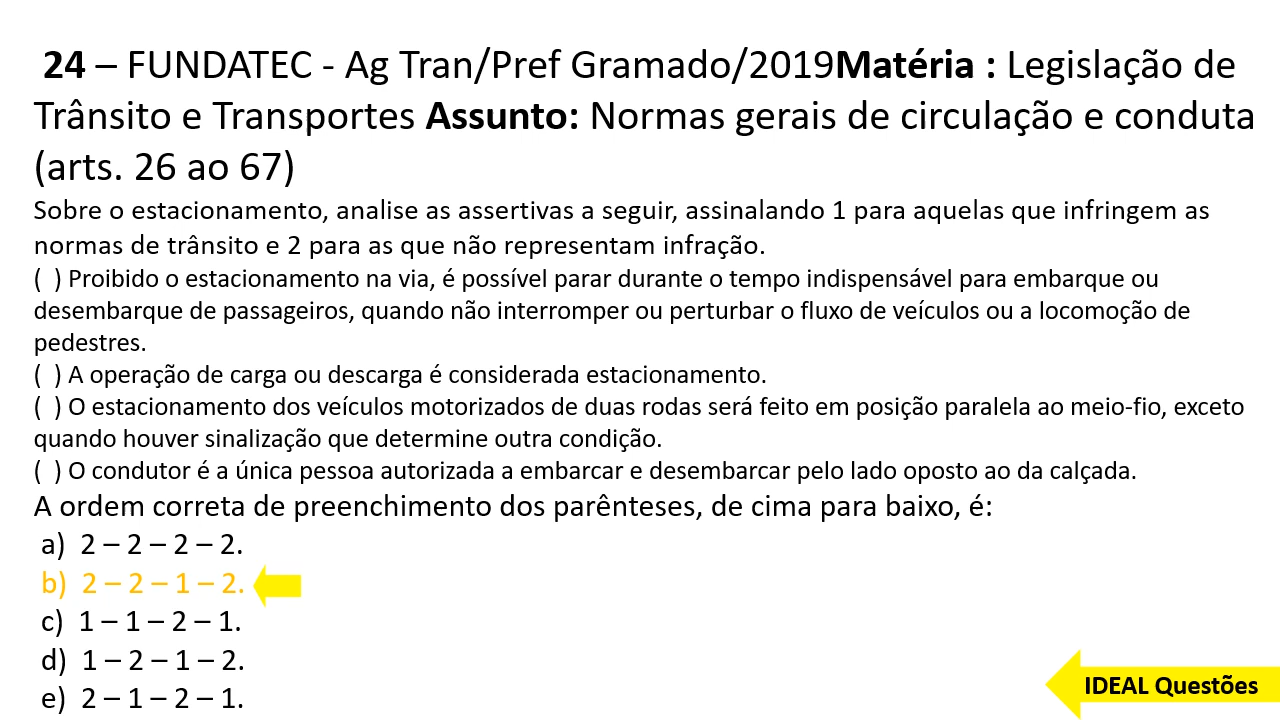 24 – FUNDATEC - Ag Tran/Pref Gramado/2019Matéria : Legislação de
Trânsito e Transportes Assunto: Normas gerais de circulação e conduta
(arts. 26 ao 67)
Sobre o estacionamento, analise as assertivas a seguir, assinalando 1 para aquelas que infringem as
normas de trânsito e 2 para as que não representam infração.
( ) Proibido o estacionamento na via, é possível parar durante o tempo indispensável para embarque ou
desembarque de passageiros, quando não interromper ou perturbar o fluxo de veículos ou a locomoção de
pedestres.
( ) A operação de carga ou descarga é considerada estacionamento.
( ) O estacionamento dos veículos motorizados de duas rodas será feito em posição paralela ao meio-fio, exceto
quando houver sinalização que determine outra condição.
( ) O condutor é a única pessoa autorizada a embarcar e desembarcar pelo lado oposto ao da calçada.
A ordem correta de preenchimento dos parênteses, de cima para baixo, é:
a) 2 – 2 – 2 – 2.
b) 2 – 2 – 1 – 2.
c) 1 – 1 – 2 – 1.
d) 1 – 2 – 1 – 2.
e) 2 – 1 – 2 – 1.
IDEAL Questões